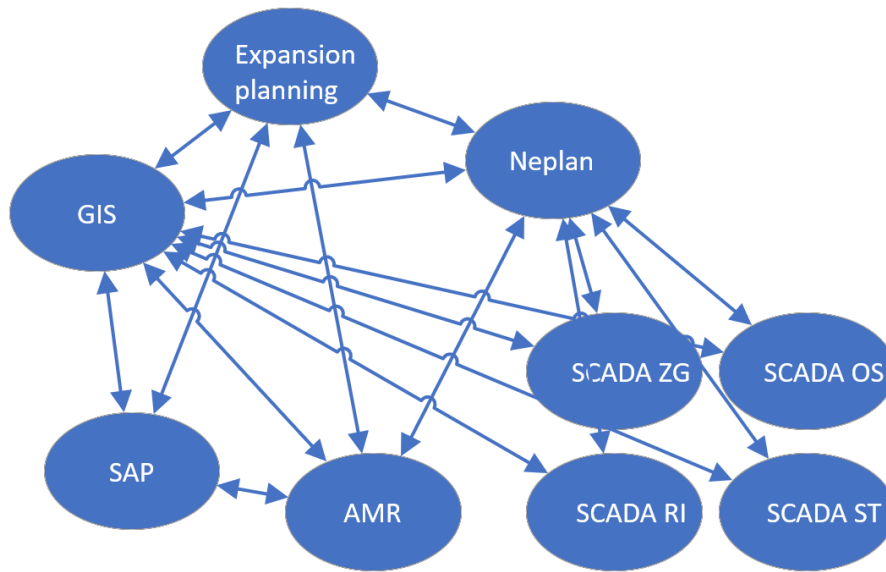 Expansion
planning
Neplan
GIS
SCADA ZG
SCADA OS
SAP
AMR
SCADA RI
SCADA ST